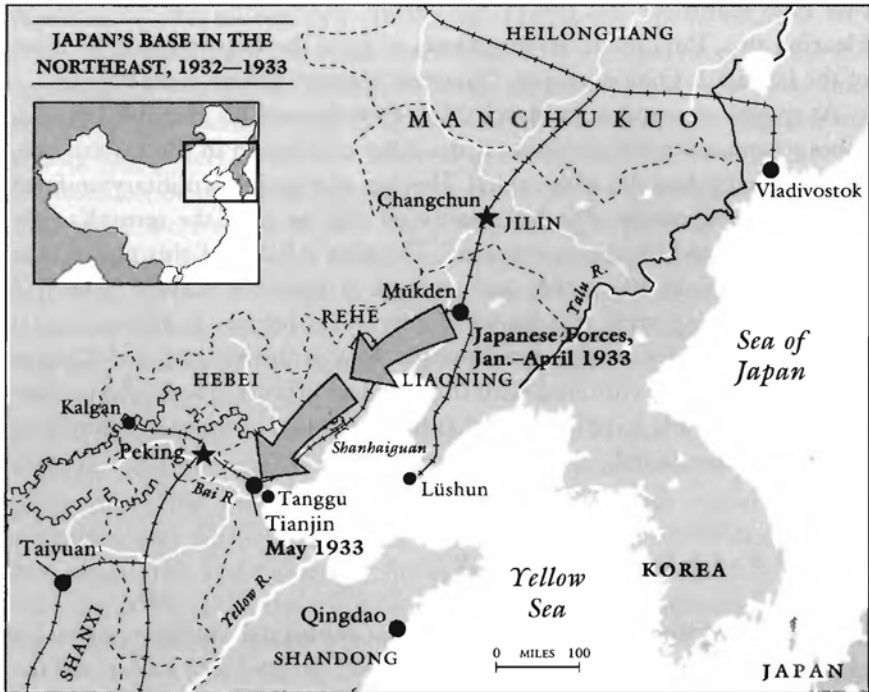 JAPAN'S BASE IN THE
NORTHEAST, 1932–1933
HEILONGJIANG
MANCHUKUO
Vladivostok
Changchun
JILIN
Yalu R.
Mukden
REHE
Japanese Forces,
Jan.–April 1933
Sea of
Japan
LIAONING
HEBEI
Kalgan
Shanhaiguan
Peking
Bai R.
Tanggu
Lüshun
Tianjin
May 1933
Taiyuan
Yellow R.
Yellow
Sea
KOREA
Qingdao
SHANXI
SHANDONG
0 MILES 100
JAPAN